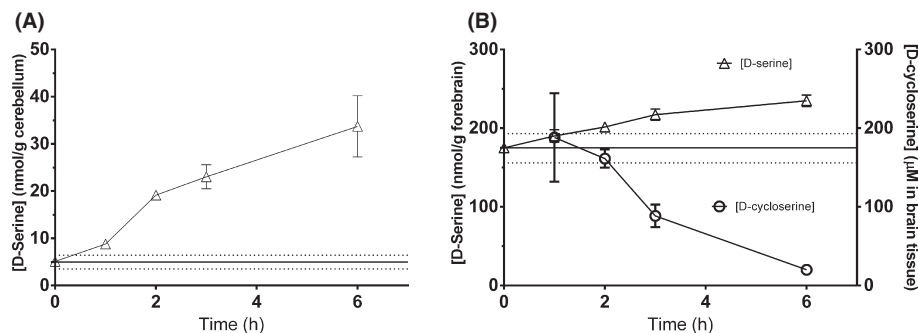 (A)
[D-Serine] (nmol/g cerebellum)
50
40
30
20
10
0
0 2 4 6
Time (h)
(B)
[D-Serine] (nmol/g forebrain)
300
200
100
0
0 2 4 6
Time (h)
[D-serine]
[D-cycloserine]
300
200
100
0
[D-cycloserine] (μM in brain tissue)